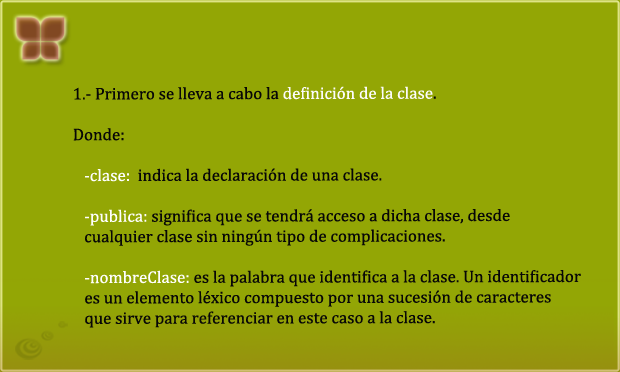 1.- Primero se lleva a cabo la definición de la clase.
Donde:
-clase: indica la declaración de una clase.
-publica: significa que se tendrá acceso a dicha clase, desde
cualquier clase sin ningún tipo de complicaciones.
-nombreClase: es la palabra que identifica a la clase. Un identificador
es un elemento léxico compuesto por una sucesión de caracteres
que sirve para referenciar en este caso a la clase.